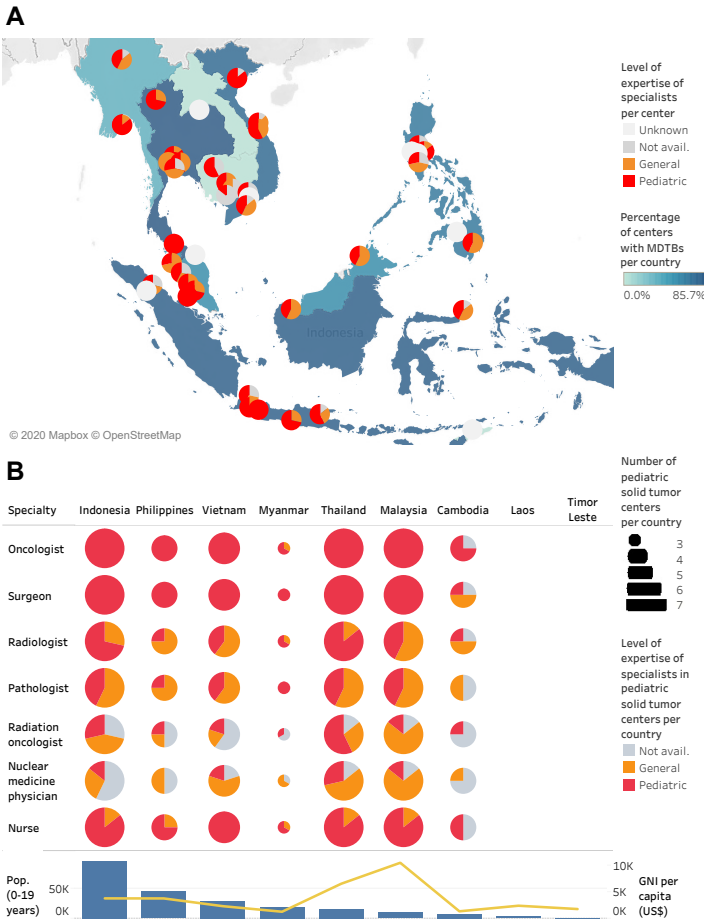 A
Level of
expertise of
specialists
per center
Unknown
Not avail.
General
Pediatric
Percentage
of centers
with MDTBs
per country
0.0% 85.7%
Indonesia
© 2020 Mapbox © OpenStreetMap
B
Specialty Indonesia Philippines Vietnam Myanmar Thailand Malaysia Cambodia Laos Timor
Leste
Oncologist
Surgeon
Radiologist
Pathologist
Radiation
oncologist
Nuclear
medicine
physician
Nurse
Number of
pediatric
solid tumor
centers
per country
3
4
5
6
7
Level of
expertise of
specialists in
pediatric
solid tumor
centers per
country
Not avail.
General
Pediatric
Pop.
(0-19
years)
50K
0K
10K
5K
0K
GNI per
capita
(US$)